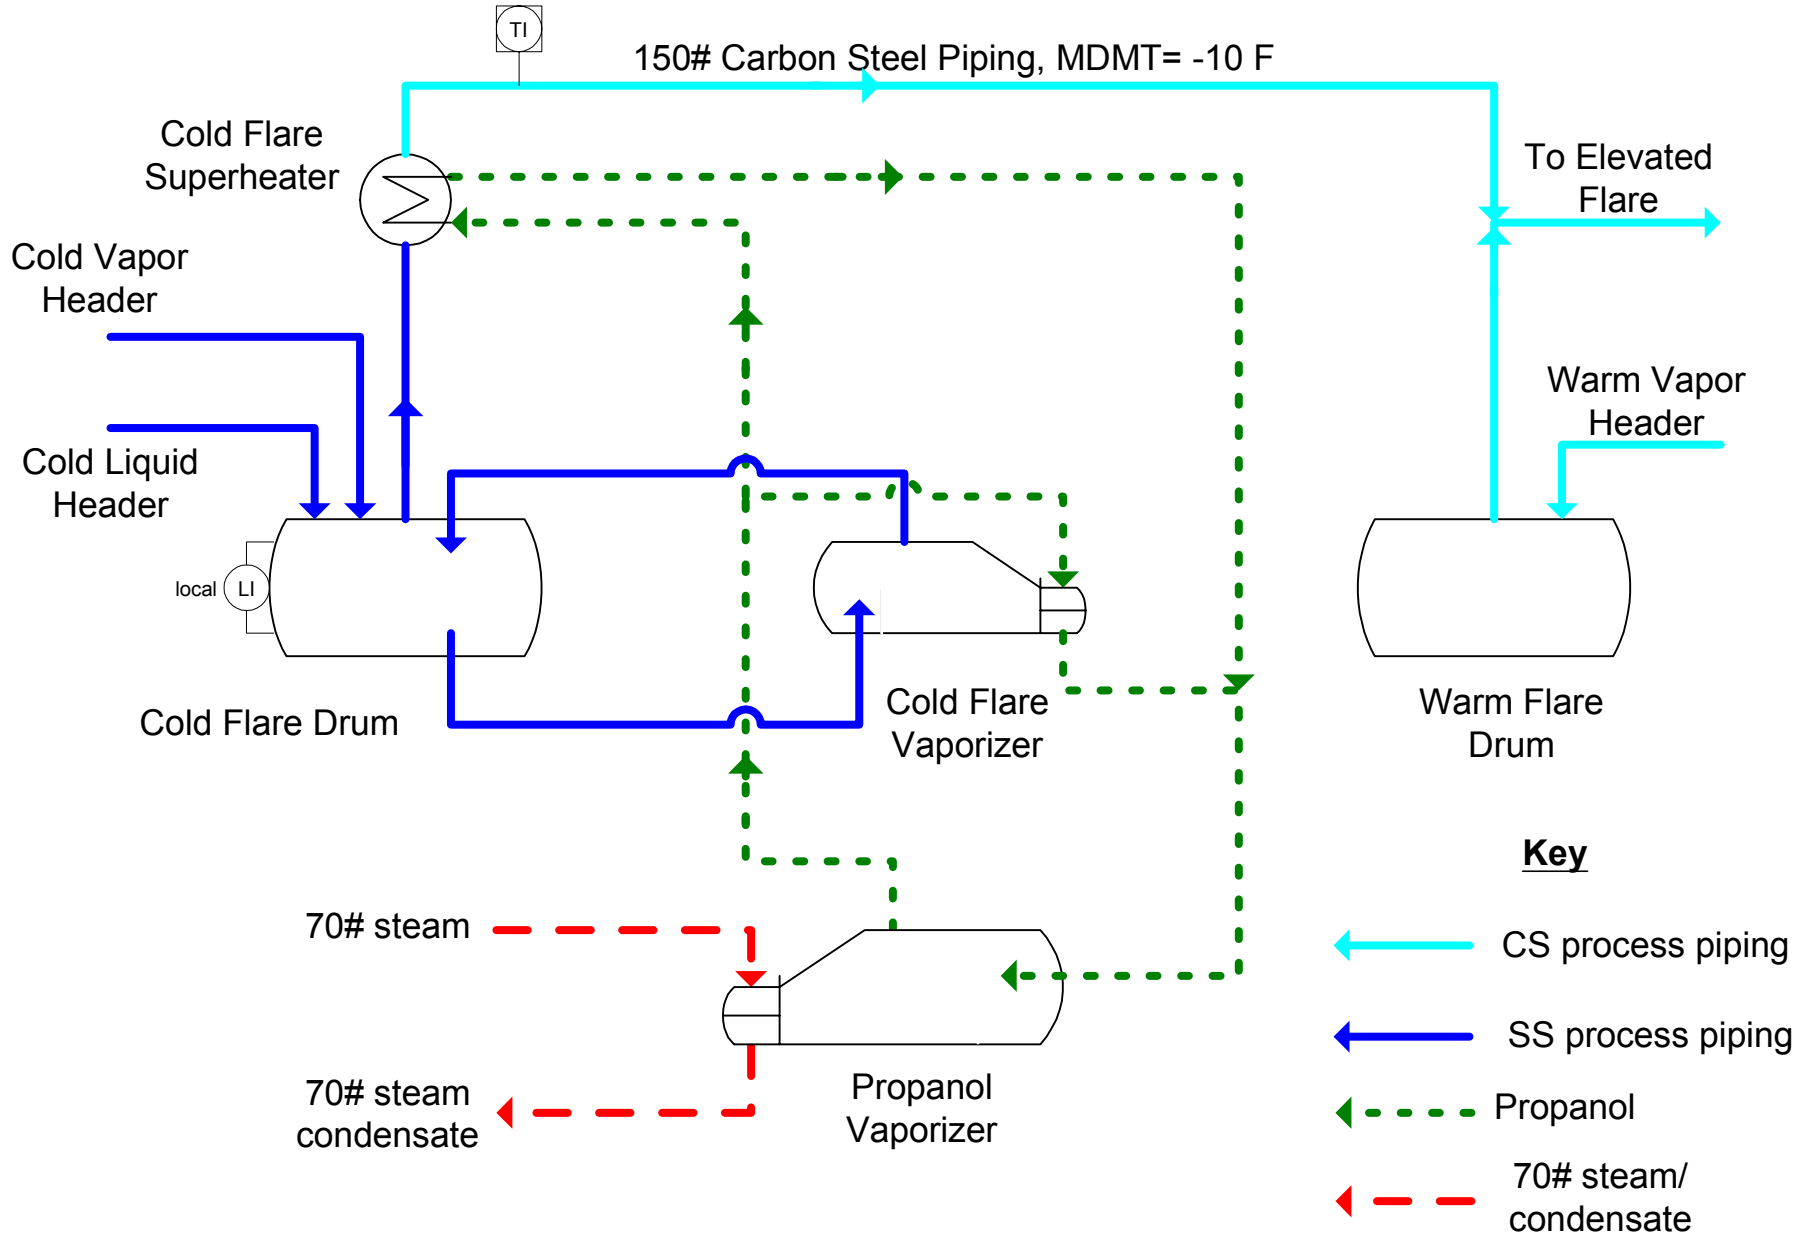 TI
150# Carbon Steel Piping, MDMT= -10 F
Cold Flare
Superheater
To Elevated
Flare
Cold Vapor
Header
Warm Vapor
Header
Cold Liquid
Header
local
LI
Cold Flare Drum
Cold Flare
Vaporizer
Warm Flare
Drum
Key
70# steam
CS process piping
SS process piping
70# steam
condensate
Propanol
Vaporizer
Propanol
70# steam/
condensate